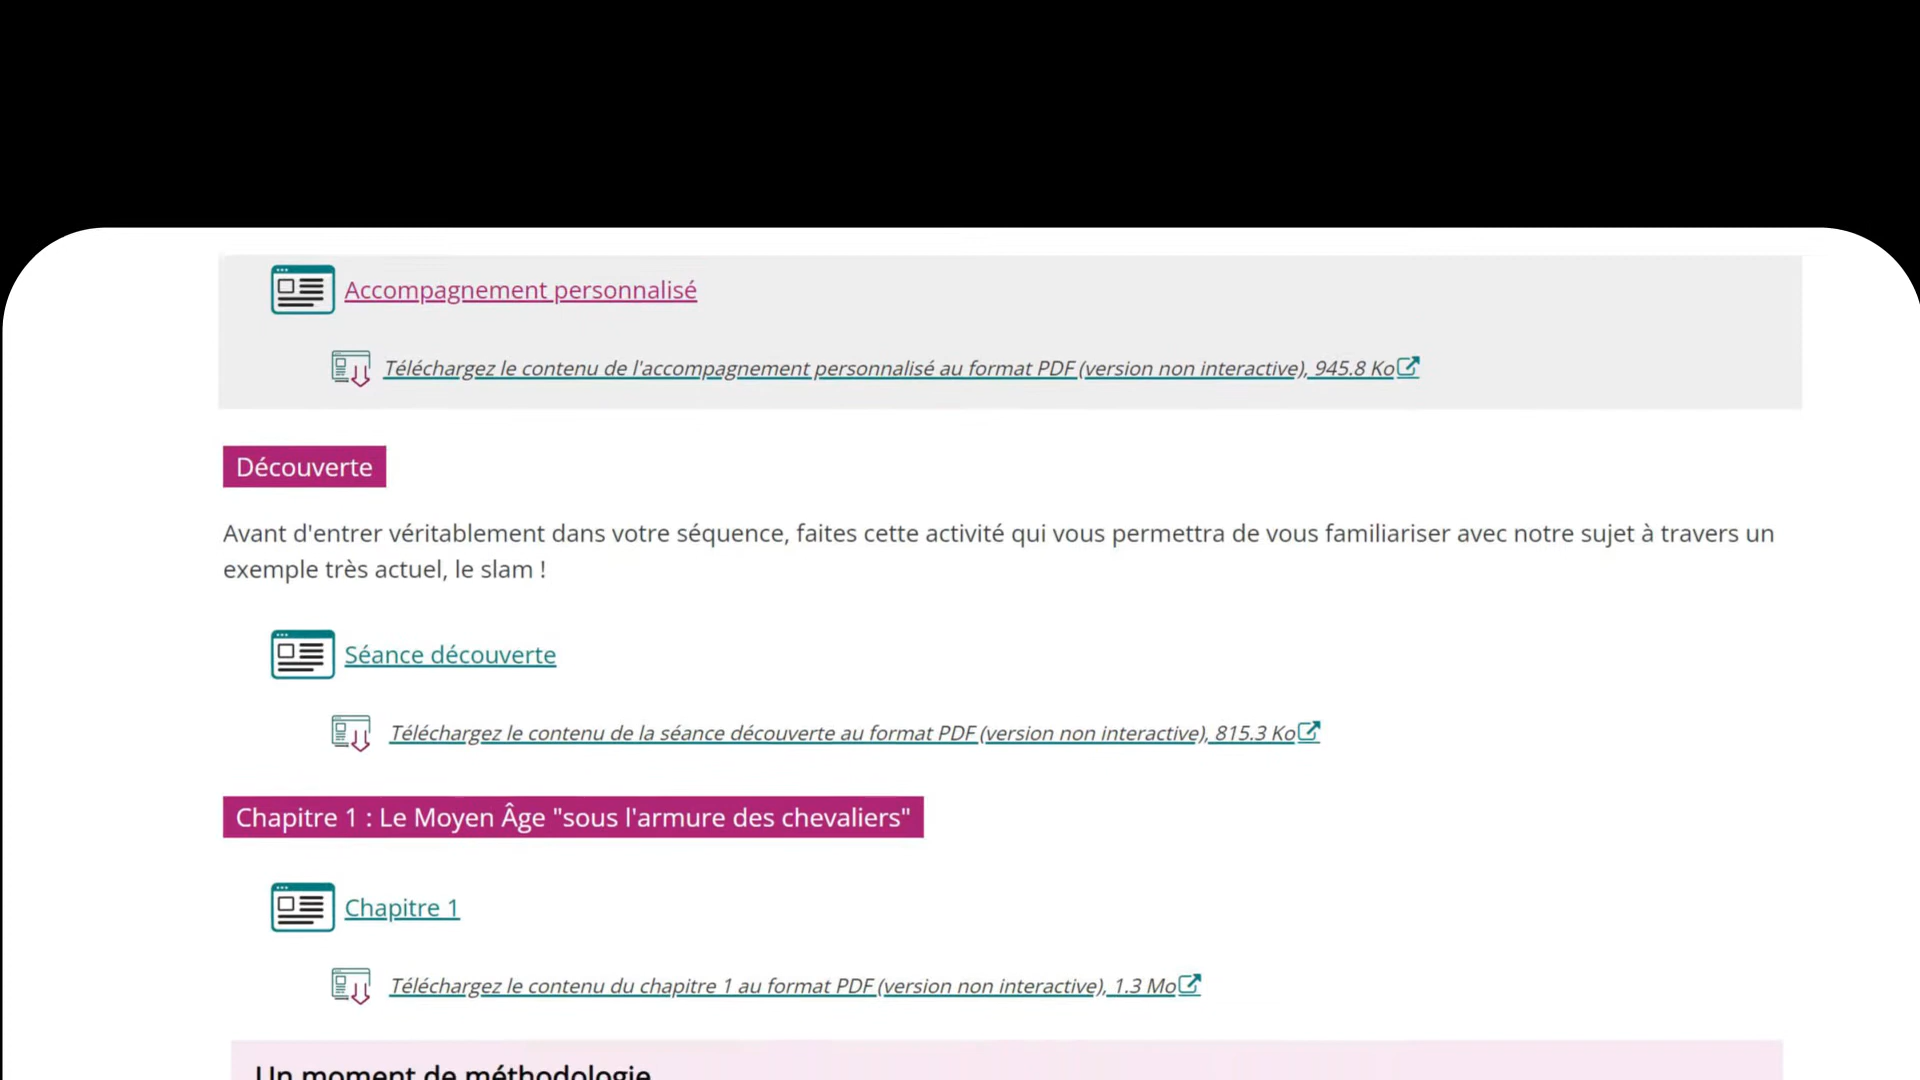 Accompagnement personnalisé
Téléchargez le contenu de l'accompagnement personnalisé au format PDF (version non interactive), 945.8 Ko
Découverte
Avant d'entrer véritablement dans votre séquence, faites cette activité qui vous permettra de vous familiariser avec notre sujet à travers un
exemple très actuel, le slam !
Séance découverte
Téléchargez le contenu de la séance découverte au format PDF (version non interactive), 815.3 Ko
Chapitre 1 : Le Moyen Âge "sous l'armure des chevaliers"
Chapitre 1
Téléchargez le contenu du chapitre 1 au format PDF (version non interactive), 1.3 Mo
Un moment de méthodologie